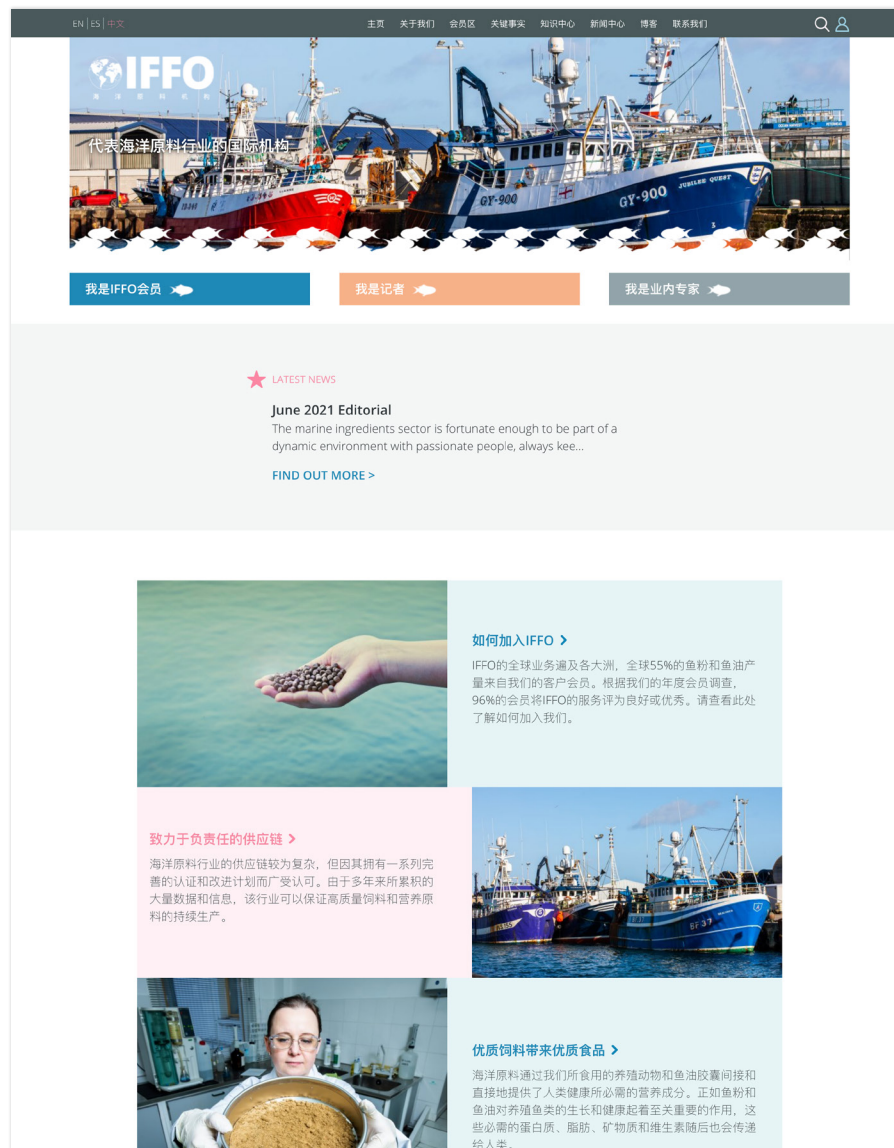 EN | ES | 中文
主页 关于我们 会员区 关键事实 知识中心 新闻中心 博客 联系我们
IFFO
海洋原料机构
代表海洋原料行业的国际机构
GY-900
GY-900
JUBILEE QUEST
我是IFFO会员
我是记者
我是业内专家
LATEST NEWS
June 2021 Editorial
The marine ingredients sector is fortunate enough to be part of a
dynamic environment with passionate people, always kee...
FIND OUT MORE >
如何加入IFFO
IFFO的全球业务遍及各大洲，全球55%的鱼粉和鱼油产
量来自我们的客户会员。根据我们的年度会员调查，
96%的会员将IFFO的服务评为良好或优秀。请查看此处
了解如何加入我们。
致力于负责任的供应链
海洋原料行业的供应链较为复杂，但因其拥有一系列完
善的认证和改进计划而广受认可。由于多年来所累积的
大量数据和信息，该行业可以保证高质量饲料和营养原
料的持续生产。
BF 37
优质饲料带来优质食品
海洋原料通过我们所食用的养殖动物和鱼油胶囊间接和
直接地提供了人类健康所必需的营养成分。正如鱼粉和
鱼油对养殖鱼类的生长和健康起着至关重要的作用，这
些必需的蛋白质、脂肪、矿物质和维生素随后也会传递
给人类。